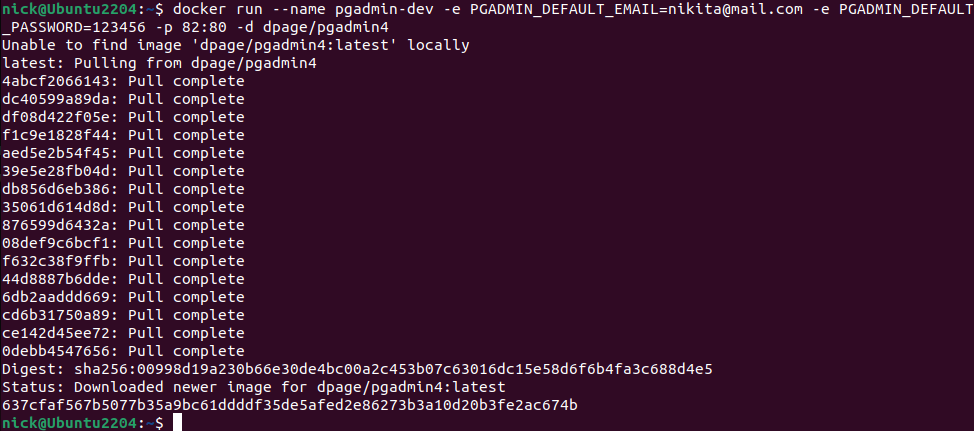 nick@Ubuntu2204:~$ docker run --name pgadmin-dev -e PGADMIN_DEFAULT_EMAIL=nikita@mail.com -e PGADMIN_DEFAULT
_PASSWORD=123456 -p 82:80 -d dpage/pgadmin4
Unable to find image 'dpage/pgadmin4:latest' locally
latest: Pulling from dpage/pgadmin4
4abcf2066143: Pull complete
dc40599a89da: Pull complete
df08d422f05e: Pull complete
f1c9e1828f44: Pull complete
aed5e2b54f45: Pull complete
39e5e28fb04d: Pull complete
db856d6eb386: Pull complete
35061d614d8d: Pull complete
876599d6432a: Pull complete
08def9c6bcf1: Pull complete
f632c38f9ffb: Pull complete
44d8887b6dde: Pull complete
6db2aaddd669: Pull complete
cd6b31750a89: Pull complete
ce142d45ee72: Pull complete
0debb4547656: Pull complete
Digest: sha256:00998d19a230b66e30de4bc00a2c453b07c63016dc15e58d6f6b4fa3c688d4e5
Status: Downloaded newer image for dpage/pgadmin4:latest
637cfaf567b5077b35a9bc61ddddf35de5afed2e86273b3a10d20b3fe2ac674b
nick@Ubuntu2204:~$